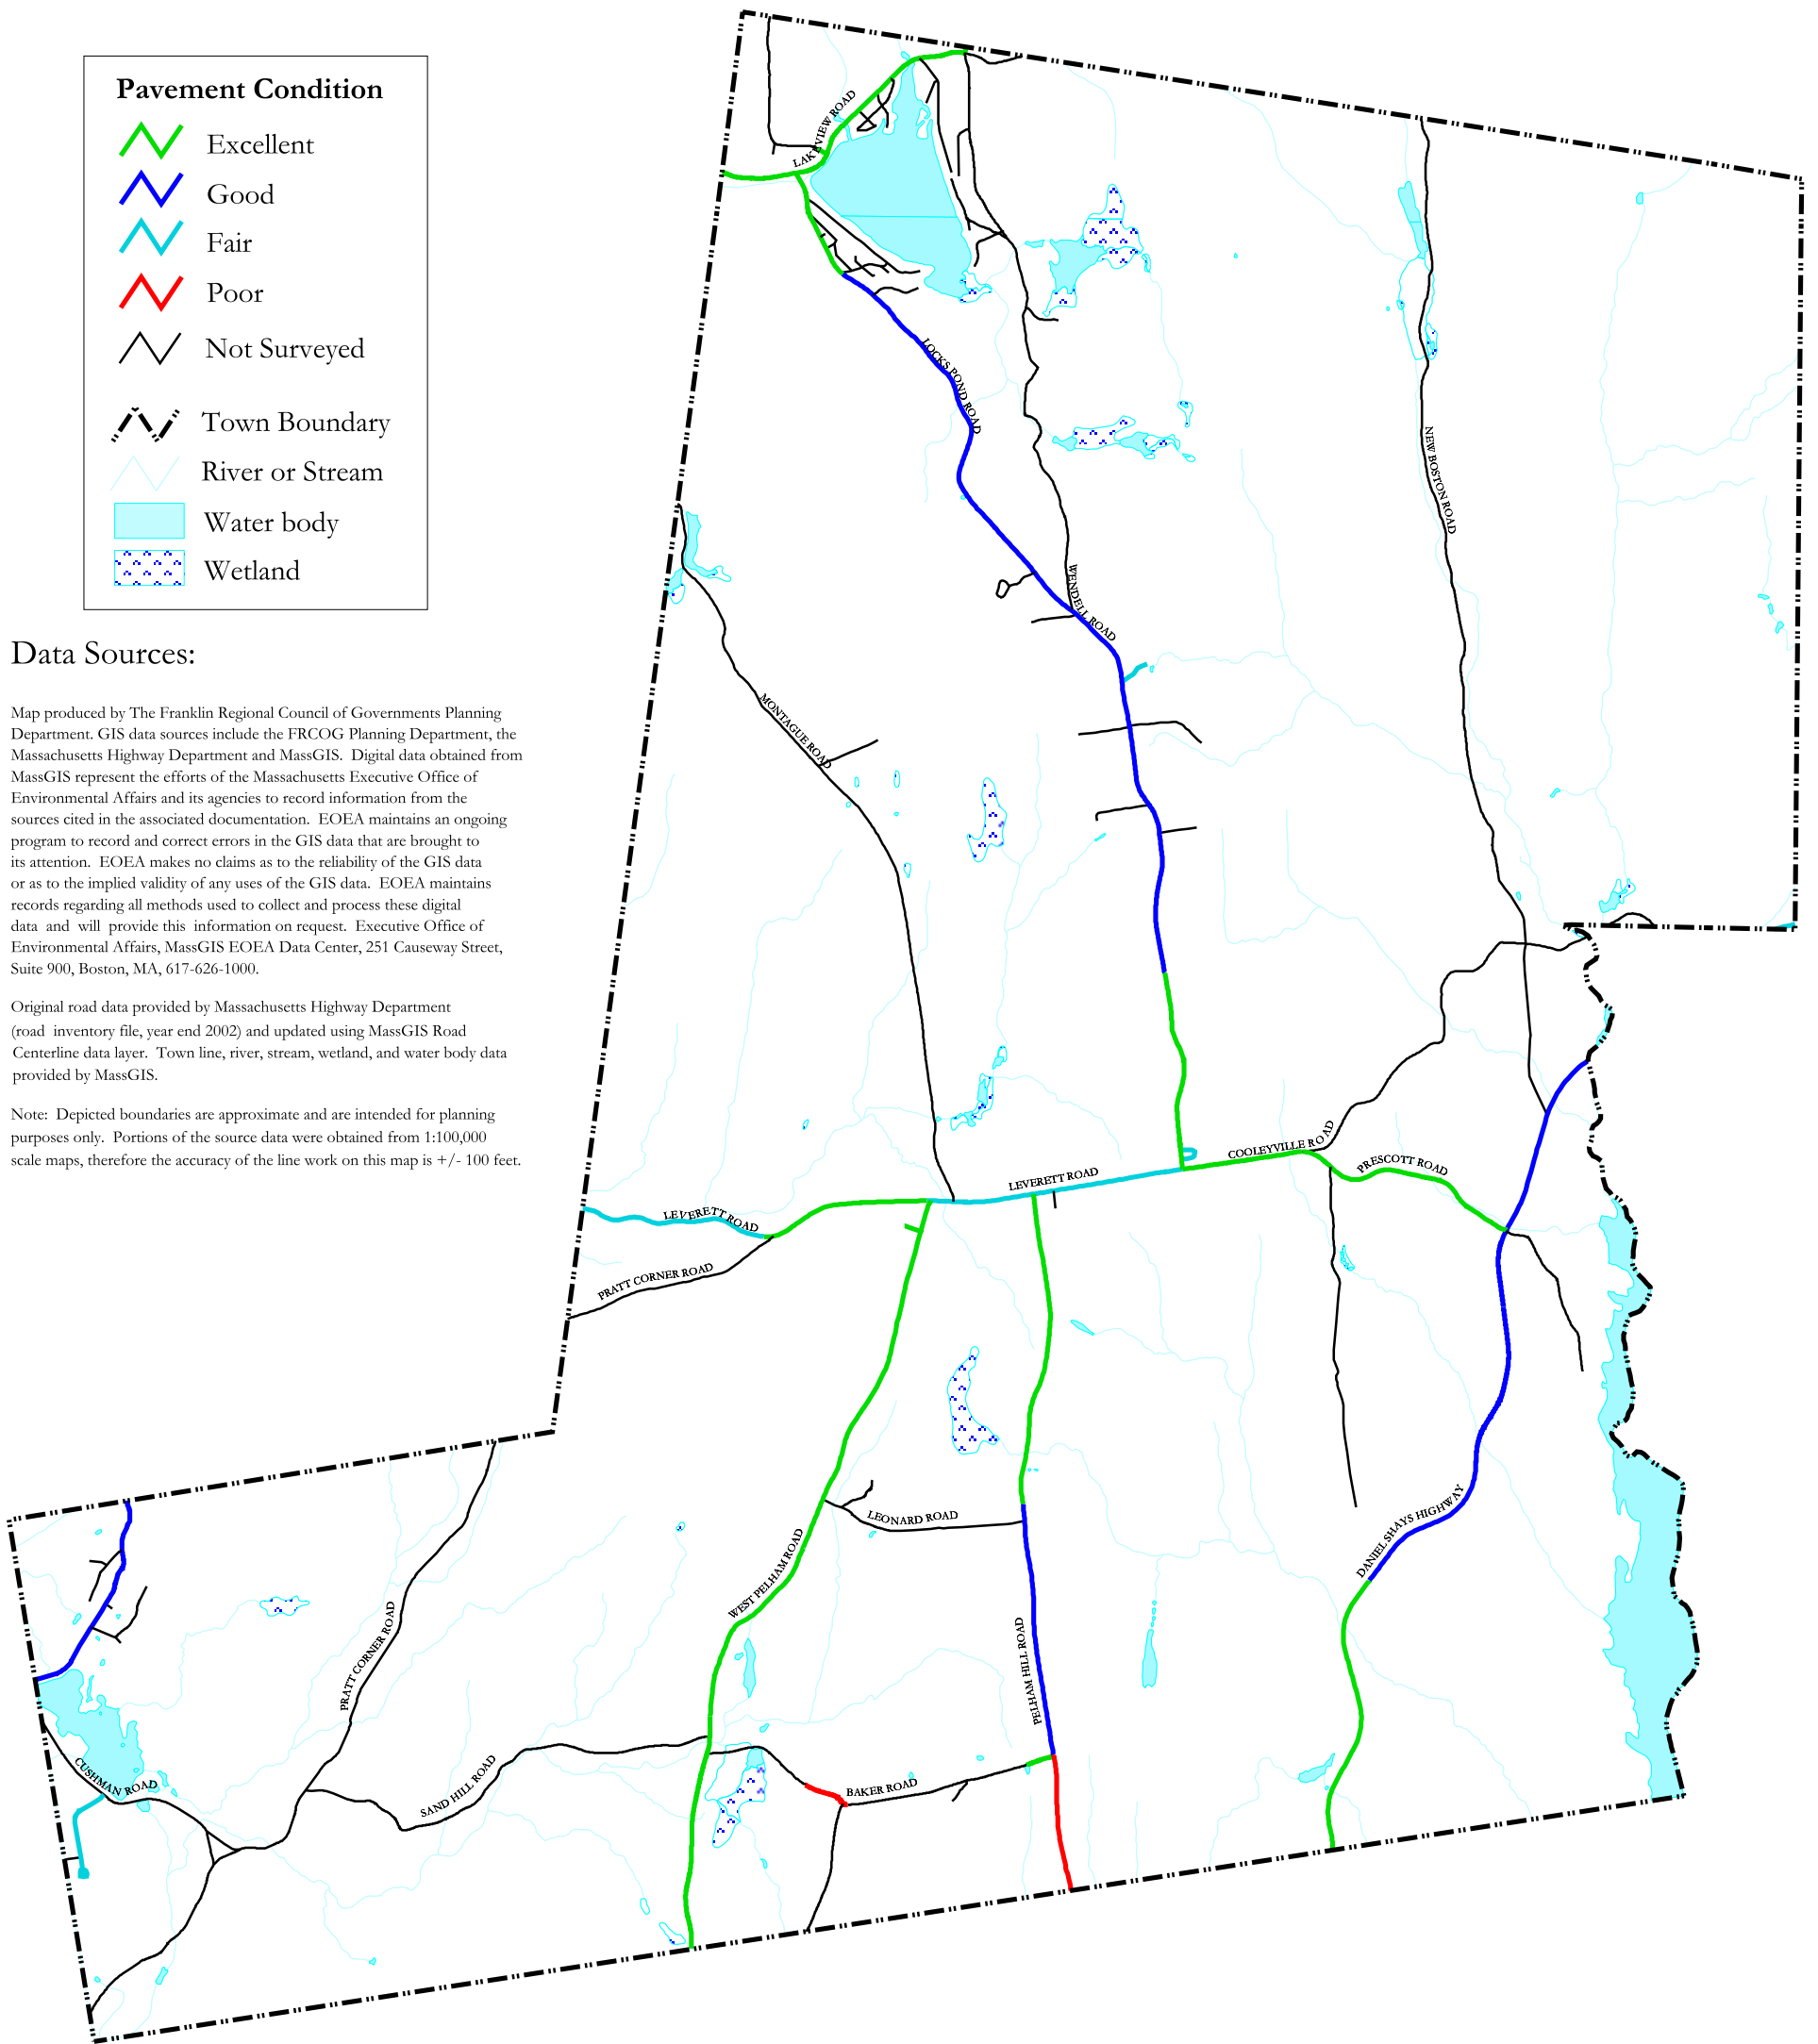 Pavement Condition
Excellent
Good
Fair
Poor
Not Surveyed
Town Boundary
River or Stream
Water body
Wetland
Data Sources:
Map produced by The Franklin Regional Council of Governments Planning
Department. GIS data sources include the FRCOG Planning Department, the
Massachusetts Highway Department and MassGIS. Digital data obtained from
MassGIS represent the efforts of the Massachusetts Executive Office of
Environmental Affairs and its agencies to record information from the
sources cited in the associated documentation. EOEA maintains an ongoing
program to record and correct errors in the GIS data that are brought to
its attention. EOEA makes no claims as to the reliability of the GIS data
or as to the implied validity of any uses of the GIS data. EOEA maintains
records regarding all methods used to collect and process these digital
data and will provide this information on request. Executive Office of
Environmental Affairs, MassGIS EOEA Data Center, 251 Causeway Street,
Suite 900, Boston, MA, 617-626-1000.
Original road data provided by Massachusetts Highway Department
(road inventory file, year end 2002) and updated using MassGIS Road
Centerline data layer. Town line, river, stream, wetland, and water body data
provided by MassGIS.
Note: Depicted boundaries are approximate and are intended for planning
purposes only. Portions of the source data were obtained from 1:100,000
scale maps, therefore the accuracy of the line work on this map is +/- 100 feet.
LAKEVIEW ROAD
LOCKS POND ROAD
NEW BOSTON ROAD
WENDELL ROAD
MONTAGUE ROAD
COOLEYVILLE ROAD
PRESCOTT ROAD
LEVERETT ROAD
LEVERETT ROAD
PRATT CORNER ROAD
LEONARD ROAD
DANIEL SHAYS HIGHWAY
WEST PELHAM ROAD
PELHAM HILL ROAD
PRATT CORNER ROAD
SAND HILL ROAD
BAKER ROAD
CUSHMAN ROAD